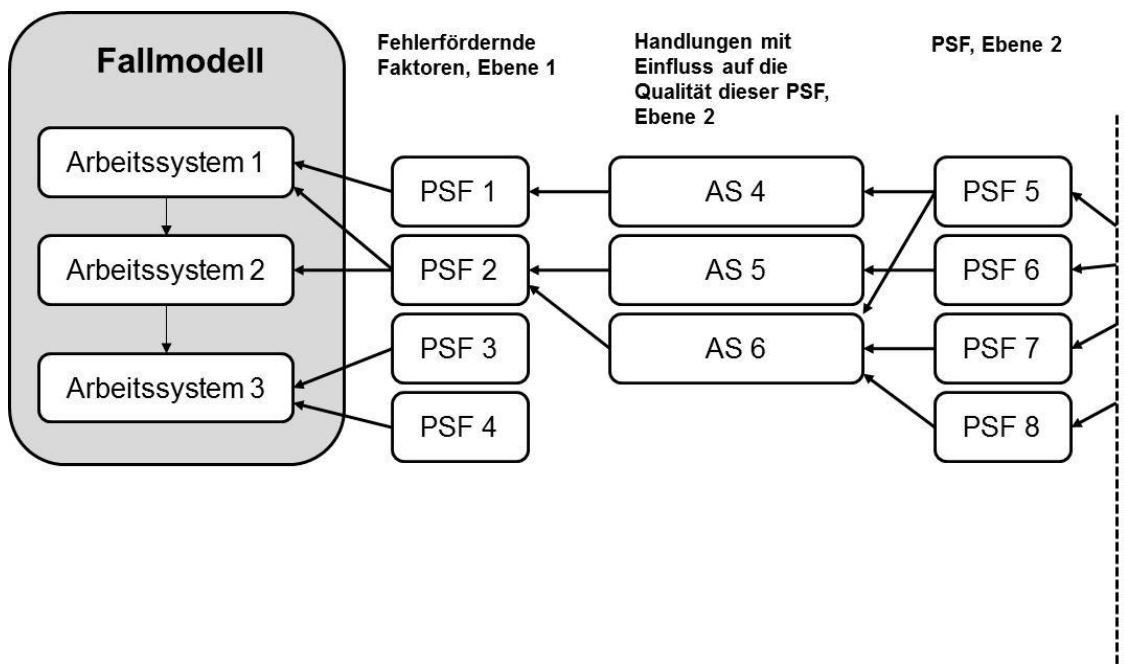 Fallmodell
Arbeitssystem 1
Arbeitssystem 2
Arbeitssystem 3
Fehlerfördernde
Faktoren, Ebene 1
PSF 1
PSF 2
PSF 3
PSF 4
Handlungen mit
Einfluss auf die
Qualität dieser PSF,
Ebene 2
AS 4
AS 5
AS 6
PSF, Ebene 2
PSF 5
PSF 6
PSF 7
PSF 8